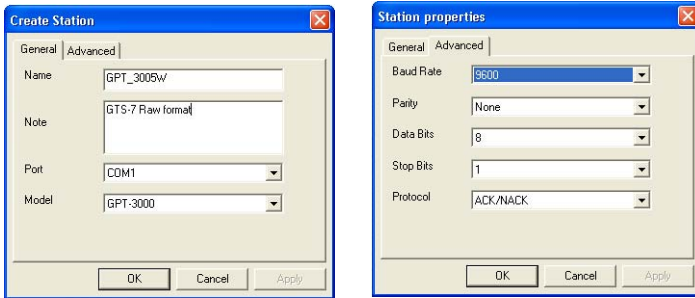 Create Station
General Advanced
Name GPT_3005W
Note GTS-7 Raw format
Port COM1
Model GPT-3000
OK Cancel Apply
Station properties
General Advanced
Baud Rate 9600
Parity None
Data Bits 8
Stop Bits 1
Protocol ACK/NACK
OK Cancel Apply